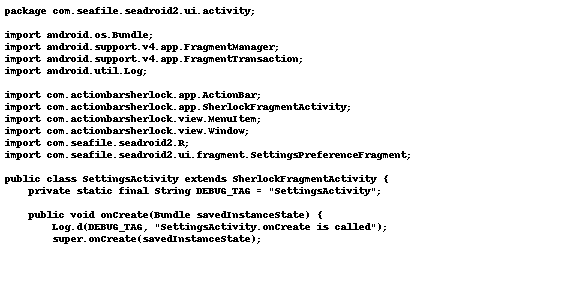 package com.seafile.seadroid2.ui.activity;

import android.os.Bundle;
import android.support.v4.app.FragmentManager;
import android.support.v4.app.FragmentTransaction;
import android.util.Log;

import com.actionbarsherlock.app.ActionBar;
import com.actionbarsherlock.app.SherlockFragmentActivity;
import com.actionbarsherlock.view.MenuItem;
import com.actionbarsherlock.view.Window;
import com.seafile.seadroid2.R;
import com.seafile.seadroid2.ui.fragment.SettingsPreferenceFragment;

public class SettingsActivity extends SherlockFragmentActivity {
    private static final String DEBUG_TAG = "SettingsActivity";

    public void onCreate(Bundle savedInstanceState) {
        Log.d(DEBUG_TAG, "SettingsActivity.onCreate is called");
        super.onCreate(savedInstanceState);